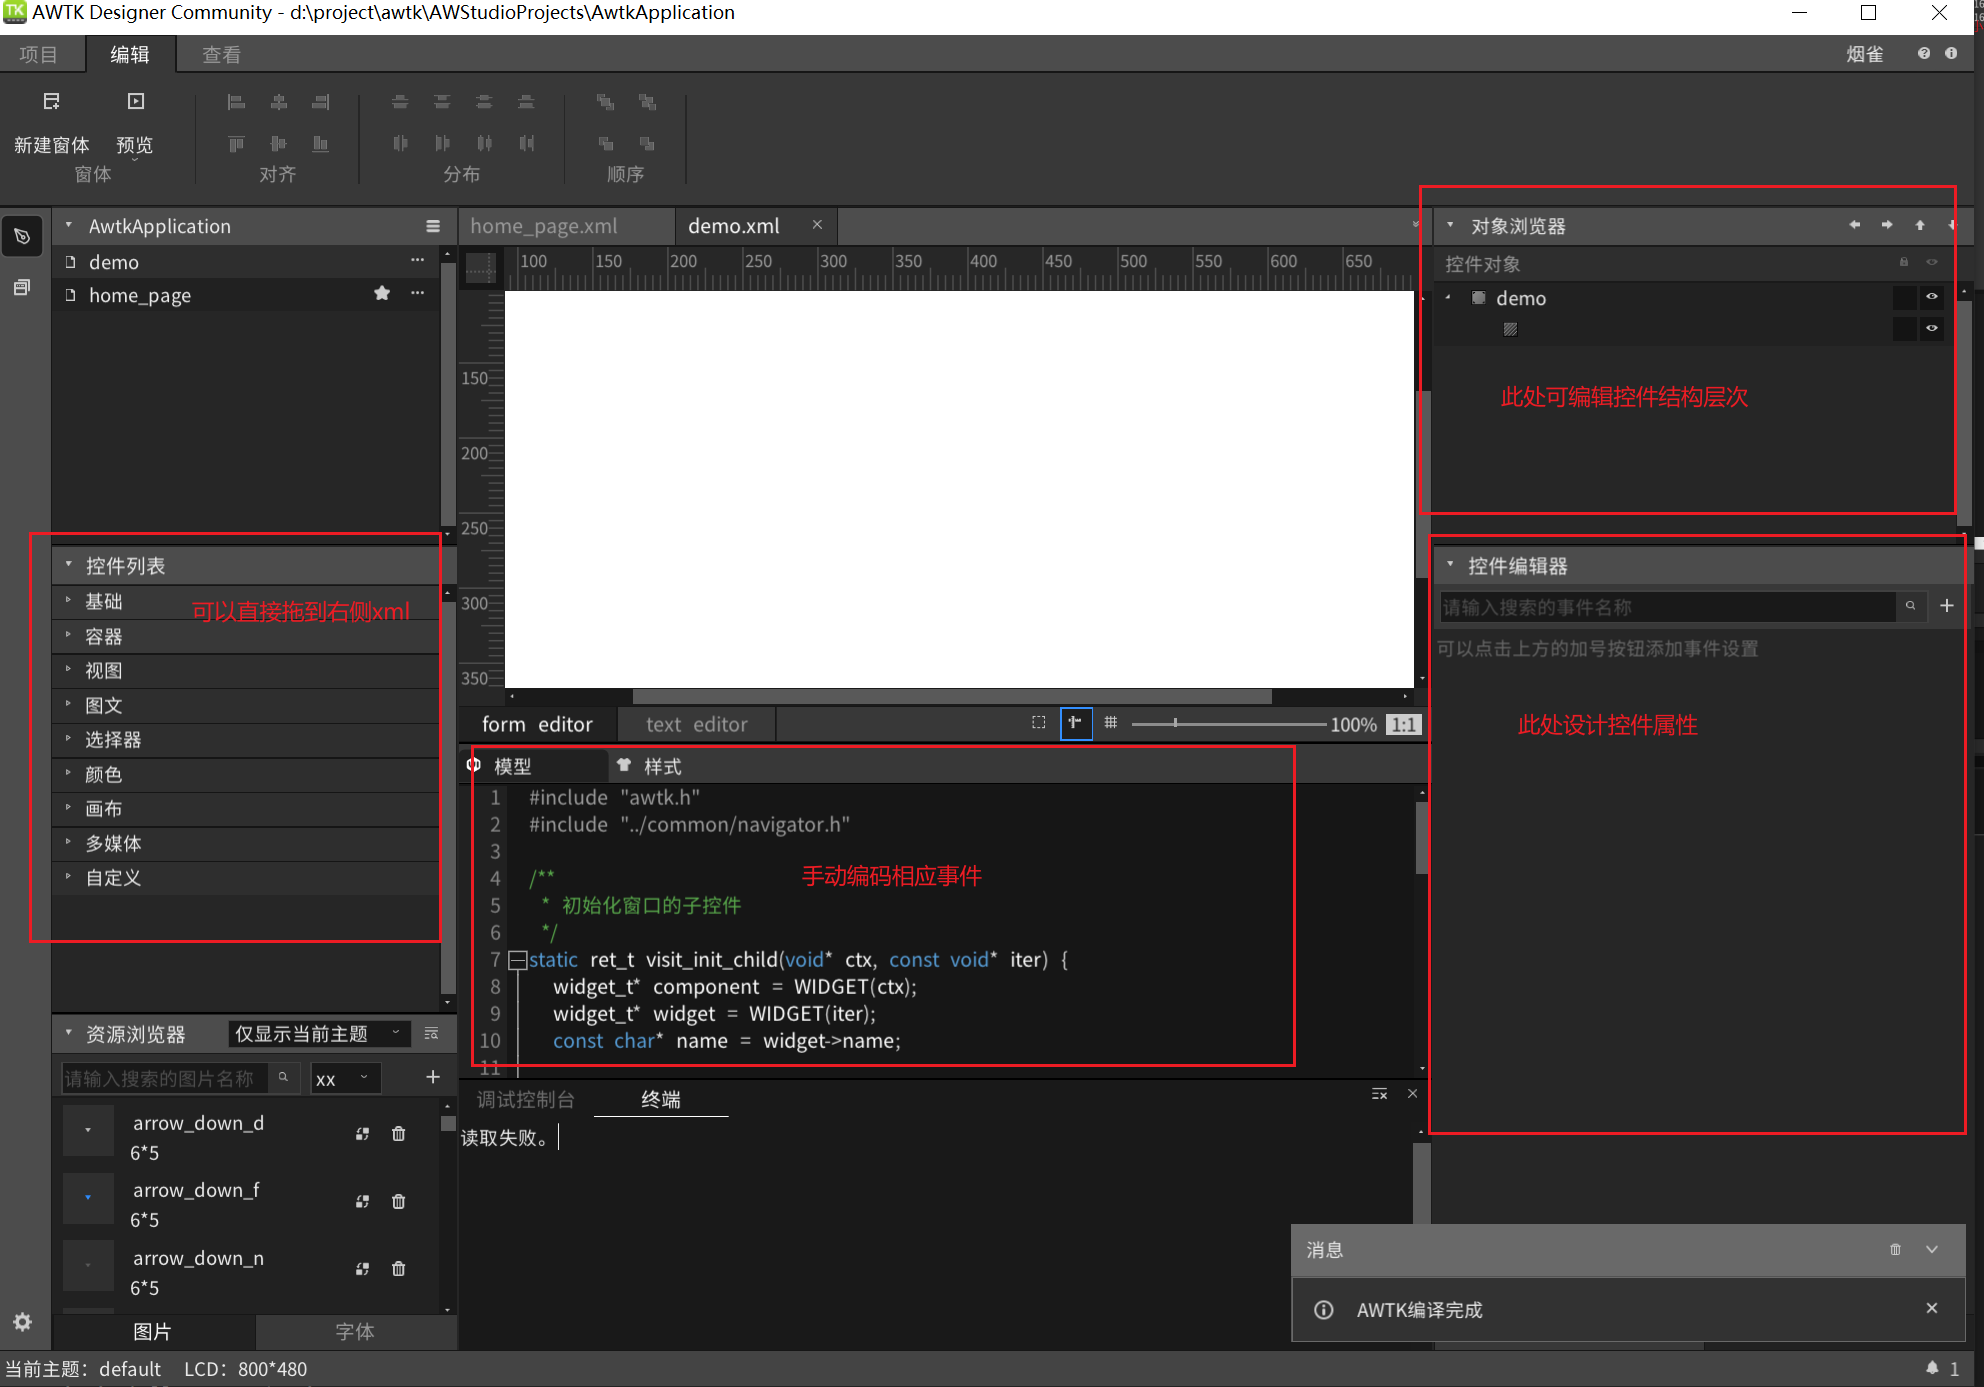 AWTK Designer Community - d:\project\awtk\AWStudioProjects\AwtkApplication
项目
编辑
查看
烟雀
新建窗体
预览
窗体
对齐
分布
顺序
AwtkApplication
demo
home_page
控件列表
基础
可以直接拖到右侧xml
容器
视图
图文
选择器
颜色
画布
多媒体
自定义
资源浏览器
仅显示当前主题
请输入搜索的图片名称
xx
arrow_down_d
6*5
arrow_down_f
6*5
arrow_down_n
6*5
图片
字体
home_page.xml
demo.xml
100 150 200 250 300 350 400 450 500 550 600 650
150
200
250
300
350
form editor
text editor
100%
1:1
模型
样式
1 #include "awtk.h"
2 #include "../common/navigator.h"
3
4 /**
手动编码相应事件
5 * 初始化窗口的子控件
6 */
7 static ret_t visit_init_child(void* ctx, const void* iter) {
8 widget_t* component = WIDGET(ctx);
9 widget_t* widget = WIDGET(iter);
10 const char* name = widget->name;
11
调试控制台
终端
读取失败。
对象浏览器
控件对象
demo
此处可编辑控件结构层次
控件编辑器
请输入搜索的事件名称
可以点击上方的加号按钮添加事件设置
此处设计控件属性
消息
AWTK编译完成
当前主题：default LCD：800*480
1